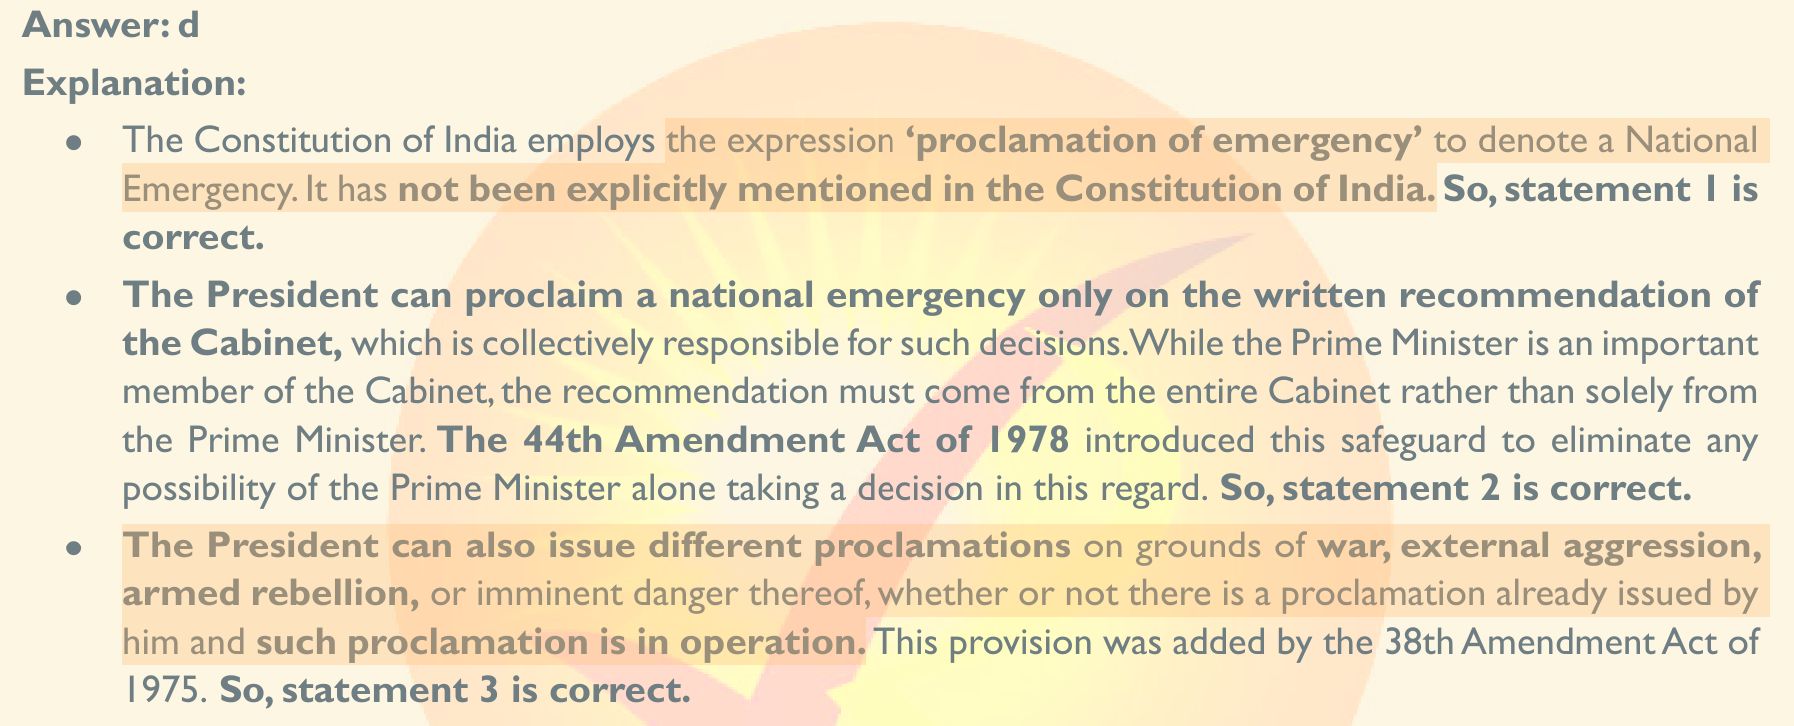 Answer: d
Explanation:
● The Constitution of India employs the expression ‘proclamation of emergency’ to denote a National
Emergency. It has not been explicitly mentioned in the Constitution of India. So, statement 1 is
correct.
● The President can proclaim a national emergency only on the written recommendation of
the Cabinet, which is collectively responsible for such decisions. While the Prime Minister is an important
member of the Cabinet, the recommendation must come from the entire Cabinet rather than solely from
the Prime Minister. The 44th Amendment Act of 1978 introduced this safeguard to eliminate any
possibility of the Prime Minister alone taking a decision in this regard. So, statement 2 is correct.
● The President can also issue different proclamations on grounds of war, external aggression,
armed rebellion, or imminent danger thereof, whether or not there is a proclamation already issued by
him and such proclamation is in operation. This provision was added by the 38th Amendment Act of
1975. So, statement 3 is correct.